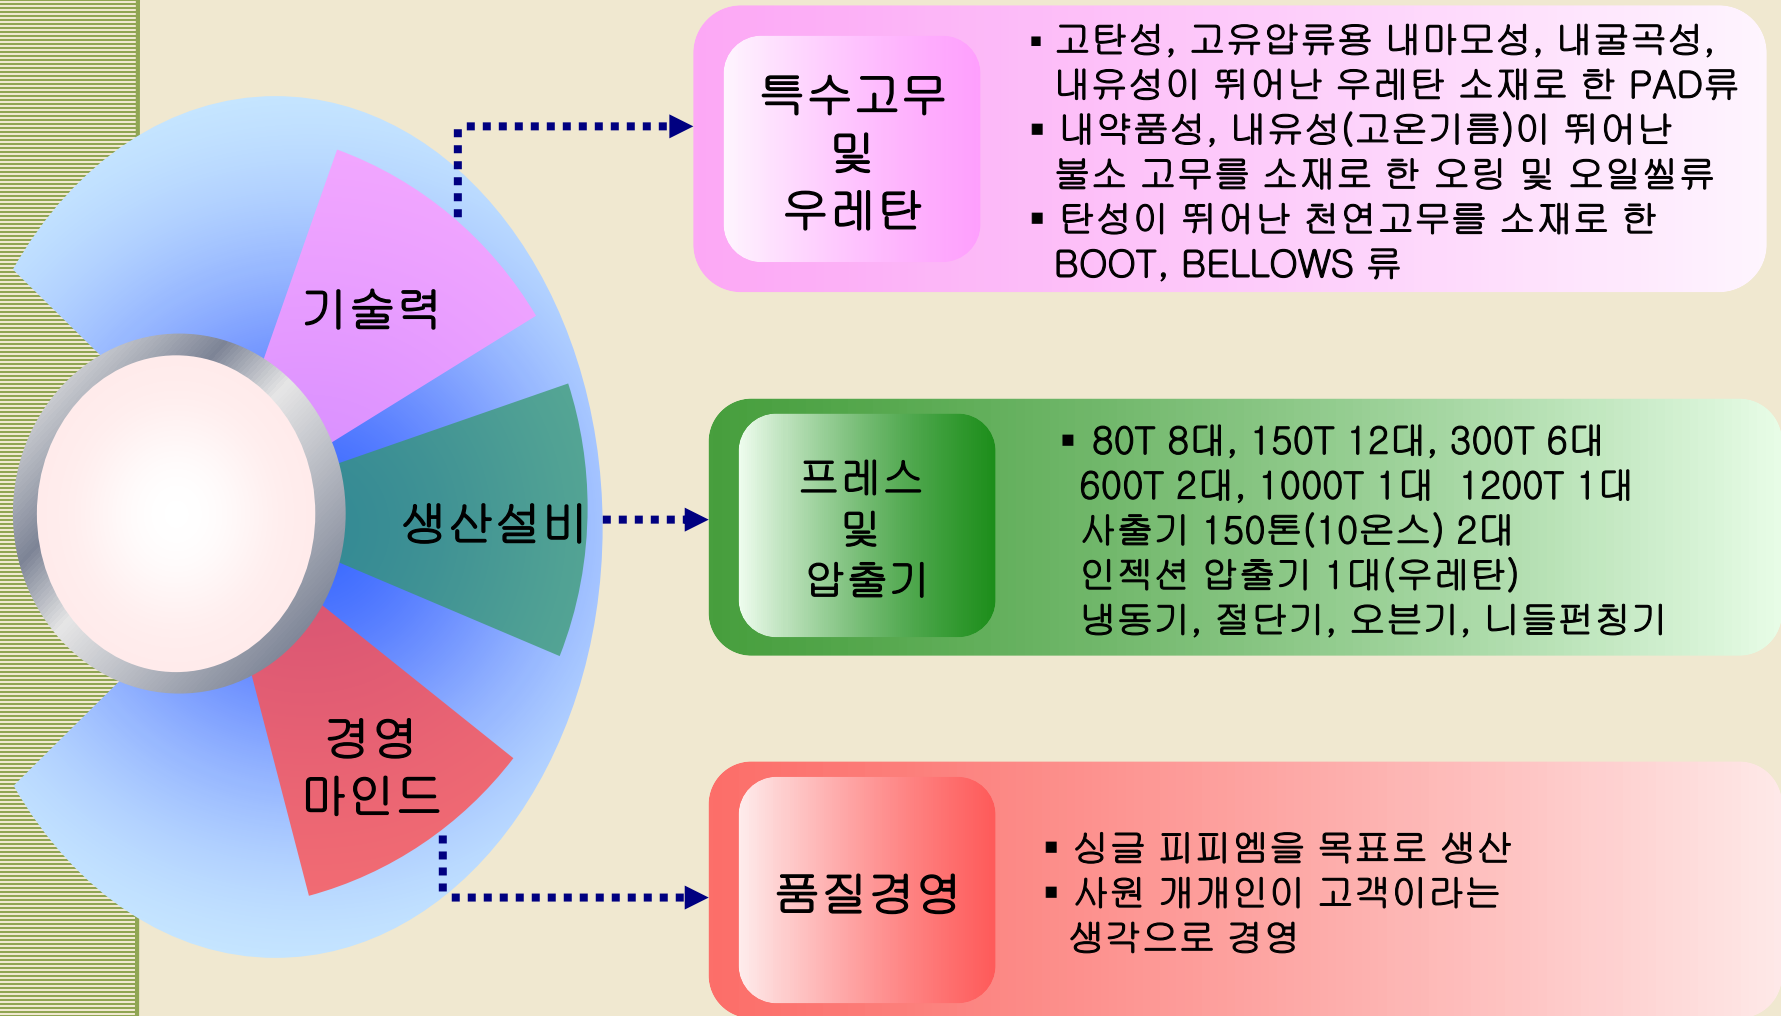 기술력
특수고무
및
우레탄
▪ 고탄성, 고유압류용 내마모성, 내굴곡성,
내유성이 뛰어난 우레탄 소재로 한 PAD류
▪ 내약품성, 내유성(고온기름)이 뛰어난
불소 고무를 소재로 한 오링 및 오일씰류
▪ 탄성이 뛰어난 천연고무를 소재로 한
BOOT, BELLOWS 류
생산설비
프레스
및
압출기
▪ 80T 8대, 150T 12대, 300T 6대
600T 2대, 1000T 1대 1200T 1대
사출기 150톤(10온스) 2대
인젝션 압출기 1대(우레탄)
냉동기, 절단기, 오븐기, 니들펀칭기
경영
마인드
품질경영
▪ 싱글 피피엠을 목표로 생산
▪ 사원 개개인이 고객이라는
생각으로 경영